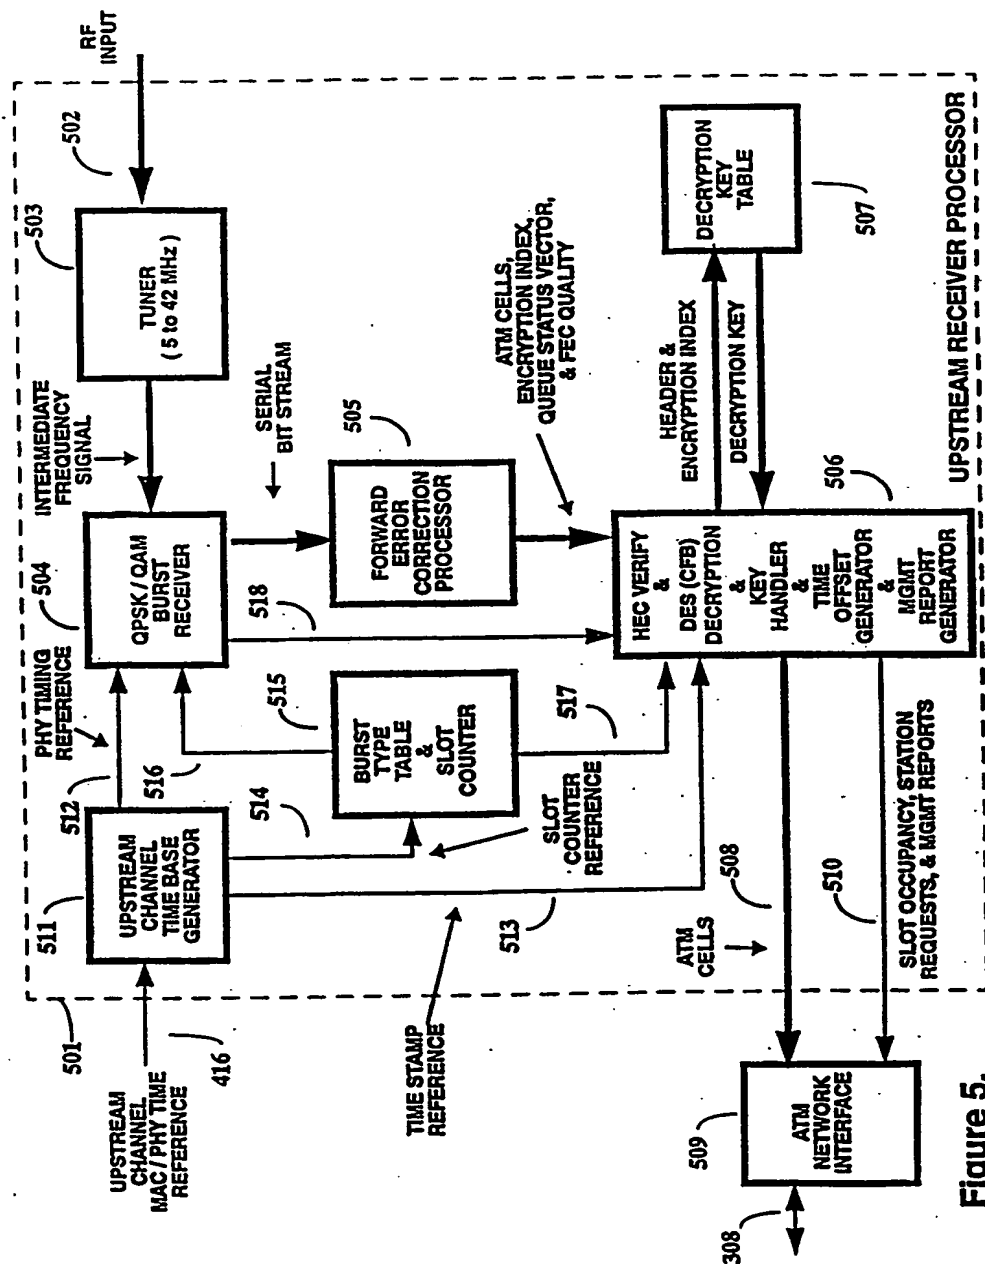 RF
INPUT
502
503
TUNER
( 5 to 42 MHz )
INTERMEDIATE
FREQUENCY
SIGNAL
504
QPSK / QAM
BURST
RECEIVER
SERIAL
BIT STREAM
505
FORWARD
ERROR
CORRECTION
PROCESSOR
ATM CELLS,
ENCRYPTION INDEX,
QUEUE STATUS VECTOR,
& FEC QUALITY
DECRYPTION
KEY
TABLE
507
HEADER &
ENCRYPTION INDEX
DECRYPTION KEY
506
HEC VERIFY
&
DES (CFB)
DECRYPTION
&
KEY
HANDLER
&
TIME
OFFSET
GENERATOR
&
MGMT
REPORT
GENERATOR
UPSTREAM RECEIVER PROCESSOR
518
PHY TIMING
REFERENCE
512
516
515
BURST
TYPE
TABLE
&
SLOT
COUNTER
517
514
SLOT
COUNTER
REFERENCE
511
UPSTREAM
CHANNEL
TIME BASE
GENERATOR
513
508
510
ATM
CELLS
SLOT OCCUPANCY, STATION
REQUESTS, & MGMT REPORTS
501
416
UPSTREAM
CHANNEL
MAC / PHY TIME
REFERENCE
TIME STAMP
REFERENCE
509
ATM
NETWORK
INTERFACE
308
Figure 5.